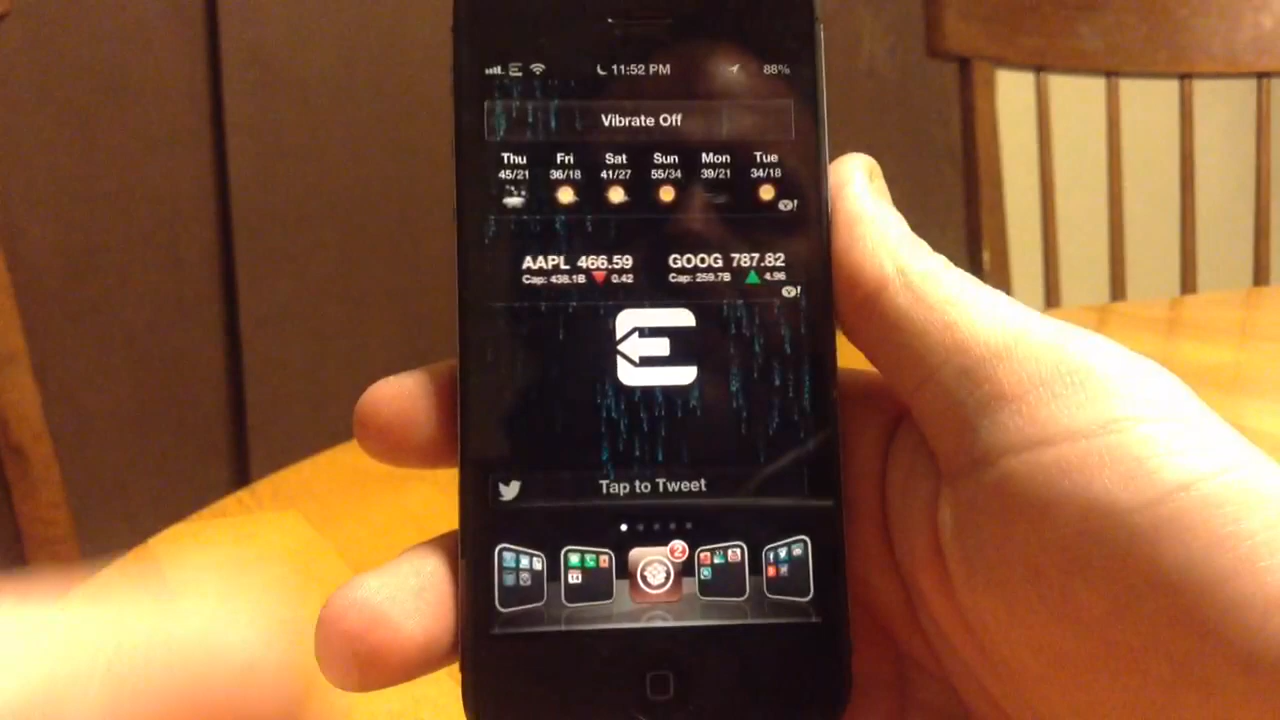 11:52 PM 88%
Vibrate Off
Thu Fri Sat Sun Mon Tue
45/21 36/18 41/27 55/34 39/21 34/18
Y!
AAPL 466.59 GOOG 787.82
Cap: 438.1B 0.42 Cap: 259.7B 4.96
Y!
E
Tap to Tweet
2
14